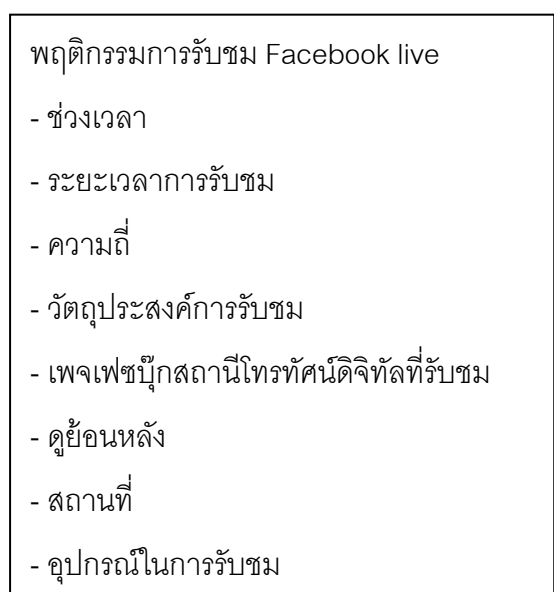 พฤติกรรมการรับชม Facebook live
- ช่วงเวลา
- ระยะเวลาการรับชม
- ความถี่
- วัตถุประสงค์การรับชม
- เพจเฟซบุ๊กสถานีโทรทัศน์ดิจิทัลที่รับชม
- ดูย้อนหลัง
- สถานที่
- อุปกรณ์ในการรับชม